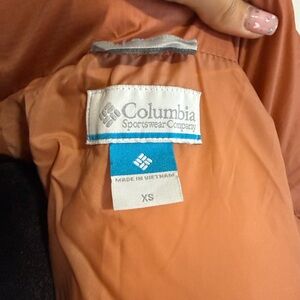 Columbia
Sportswear Company
MADE IN VIETNAM
XS